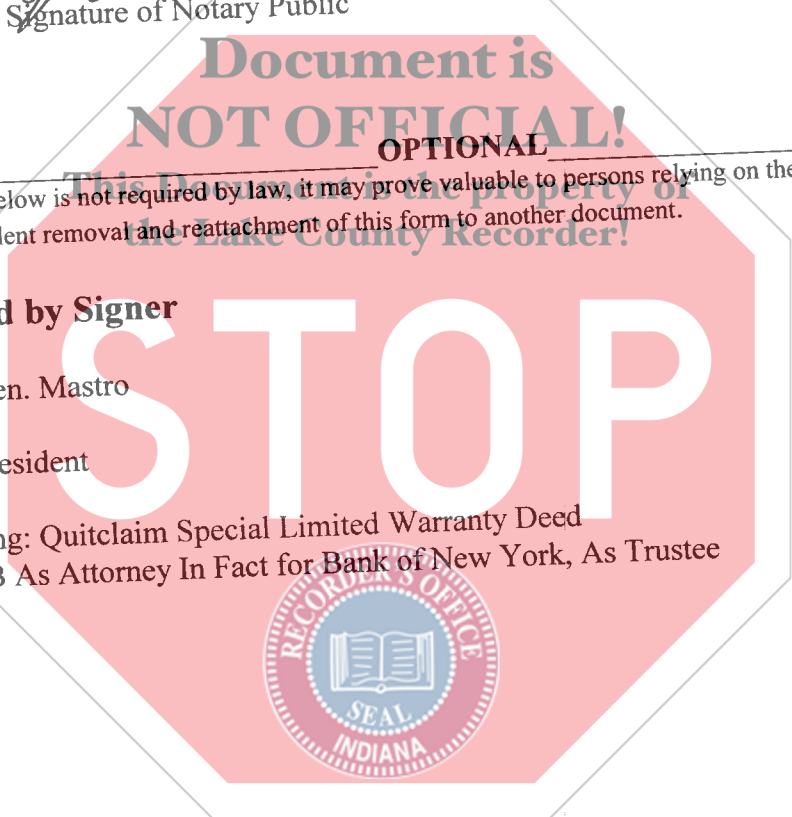 Signature of Notary Public
Document is
NOT OFFICIAL!
OPTIONAL
elow is not required by law, it may prove valuable to persons relying on the
This Document is the property of
lent removal and reattachment of this form to another document.
the Lake County Recorder!
d by Signer
STOP
en. Mastro
esident
ng: Quitclaim Special Limited Warranty Deed
As Attorney In Fact for Bank of New York, As Trustee
RECORDER'S OFFICE
SEAL
INDIANA